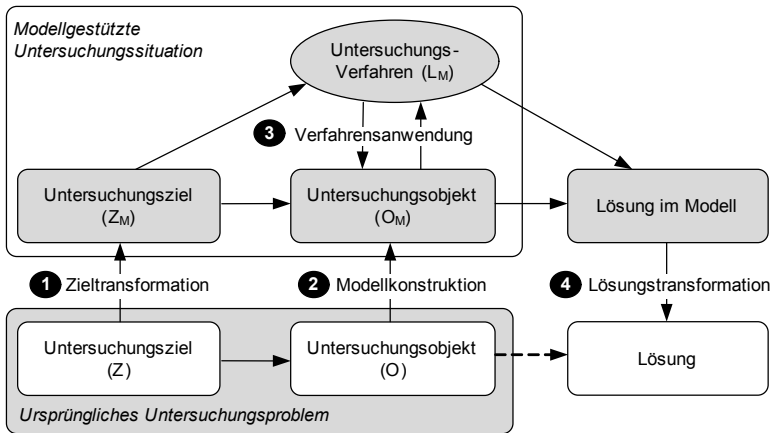 Modellgestützte
Untersuchungssituation
Untersuchungs-
Verfahren (LM)
3 Verfahrensanwendung
Untersuchungsziel
(ZM)
Untersuchungsobjekt
(OM)
Lösung im Modell
1 Zieltransformation
2 Modellkonstruktion
4 Lösungstransformation
Untersuchungsziel
(Z)
Untersuchungsobjekt
(O)
Lösung
Ursprüngliches Untersuchungsproblem